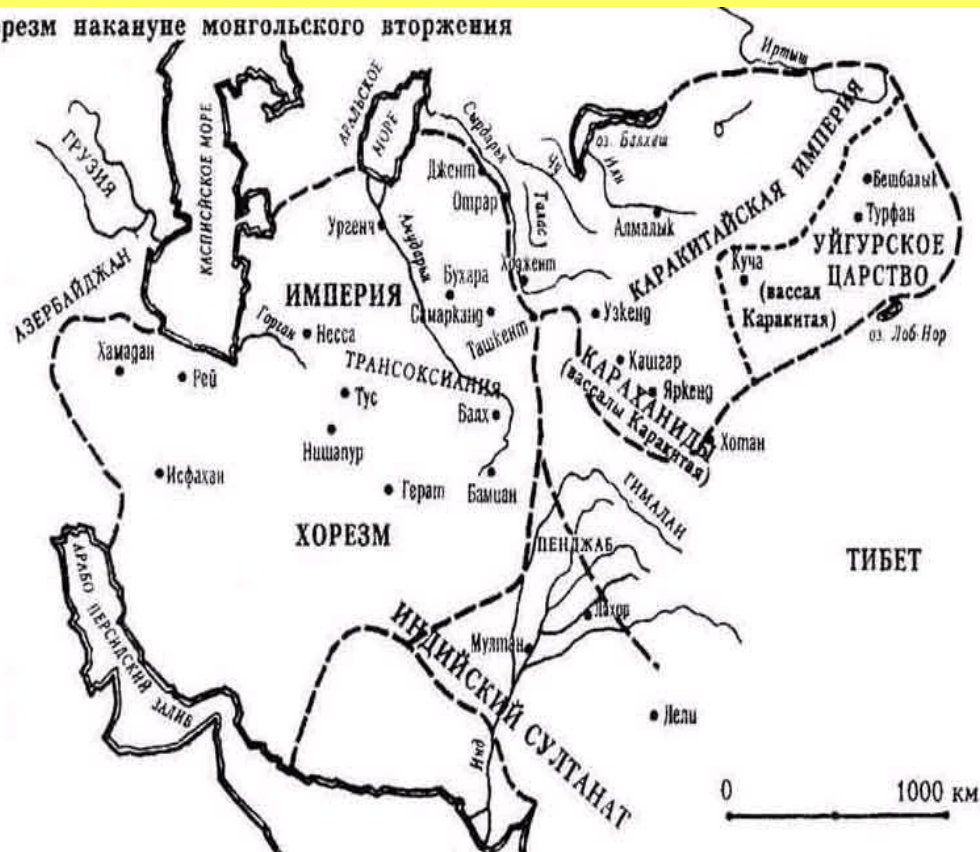 резм накануне монгольского вторжения
Иртыш
ГРУЗИЯ
КАСПИЙСКОЕ МОРЕ
АРАЛЬСКОЕ
МОРЕ
Сырдарья
Джент
Отрар
Талас
Чу
Или
оз. Балхеш
КАРАКИТАЙСКАЯ ИМПЕРИЯ
Бешбалык
Турфан
УЙГУРСКОЕ
ЦАРСТВО
Алмалык
Ургенч
Амударья
Ходжент
Куча
(вассал
Каракитая)
АЗЕРБАЙДЖАН
ИМПЕРИЯ
Бухара
Самарканд
Ташкент
Узкенд
оз. Лоб-Нор
Горган
Несса
Хамадан
Рей
ТРАНСОКСИАНИЯ
Кашгар
Яркенд
КАРАХАНИДЫ
(вассалы Каракитая)
Тус
Балх
Хотан
Нишапур
Исфахан
Герат
Бамиан
ГИМАЛАИ
ХОРЕЗМ
ПЕНДЖАБ
ТИБЕТ
АРАБО ПЕРСИДСКИЙ ЗАЛИВ
Лахор
Мултан
ИНДИЙСКИЙ СУЛТАНАТ
Дели
Инд
0 1000 км